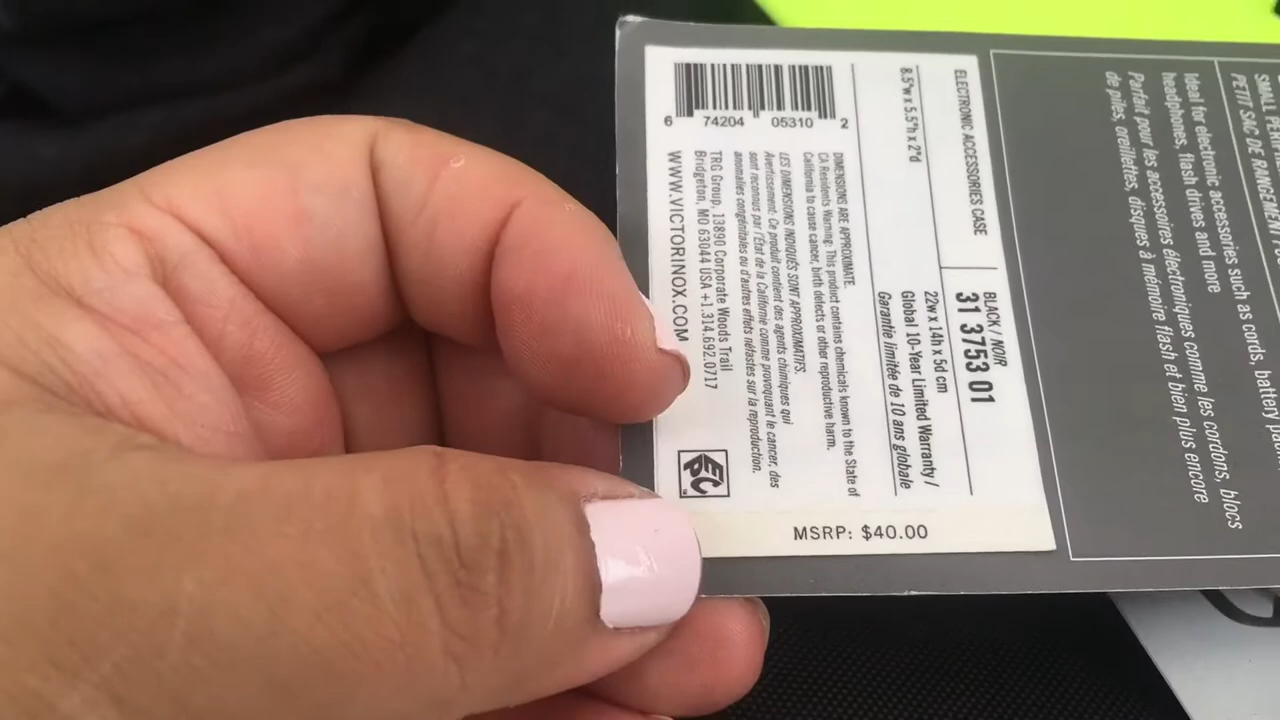 SMALL PERIP
PETIT SAC DE RANGEMENT
Ideal for electronic accessories such as cords, battery
headphones, flash drives and more
Parfait pour les accessoires électroniques comme les cordons, blocs
de piles, oreillettes, disques à mémoire flash et bien plus encore
ELECTRONIC ACCESSORIES CASE
BLACK / NOIR
31 3753 01
8.5"w x 5.5"h x 2"d
22w x 14h x 5d cm
Global 10-Year Limited Warranty /
Garantie limitée de 10 ans globale
DIMENSIONS ARE APPROXIMATE.
CA Residents Warning: This product contains chemicals known to the State of
California to cause cancer, birth defects or other reproductive harm.
LES DIMENSIONS INDIQUÉS SONT APPROXIMATIFS.
Avertissement: Ce produit contient des agents chimiques qui
sont reconnus par l'État de la Californie comme provoquant le cancer, des
anomalies congénitales ou d'autres effets néfastes sur la reproduction.
TRG Group, 13890 Corporate Woods Trail
Bridgeton, MO 63044 USA +1.314.692.0717
WWW.VICTORINOX.COM
6 74204 05310 2
EPC
MSRP: $40.00